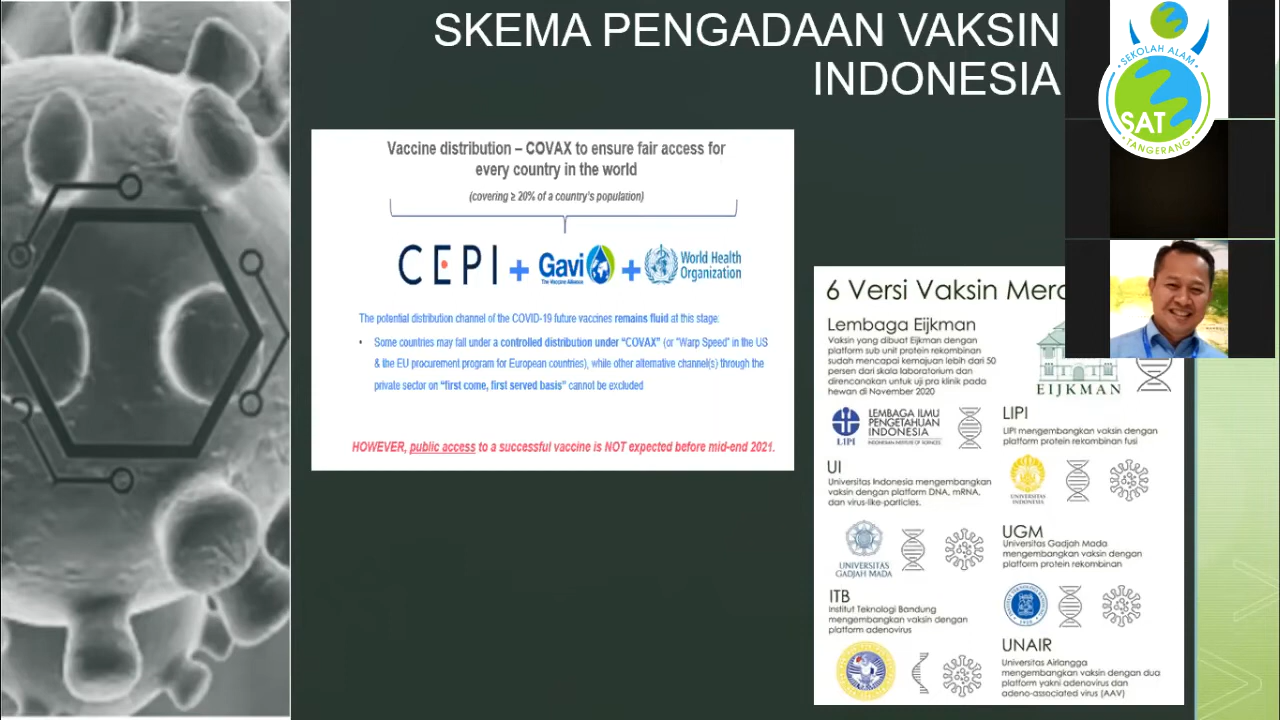 SKEMA PENGADAAN VAKSIN
INDONESIA
SEKOLAH ALAM
SAT
TANGERANG
Vaccine distribution – COVAX to ensure fair access for
every country in the world
(covering ≥ 20% of a country's population)
CEPI + Gavi + World Health
Organization
The Vaccine Alliance
The potential distribution channel of the COVID-19 future vaccines remains fluid at this stage:
• Some countries may fall under a controlled distribution under "COVAX" (or "Warp Speed" in the US
& the EU procurement program for European countries), while other alternative channel(s) through the
private sector on "first come, first served basis" cannot be excluded
HOWEVER, public access to a successful vaccine is NOT expected before mid-end 2021.
6 Versi Vaksin
Lembaga Eijkman
Vaksin yang dibuat Eijkman dengan
platform sub unit protein rekombinan
sudah mencapai kemajuan lebih dari 50
persen dari skala laboratorium dan
direncanakan untuk uji pra klinik pada
hewan di November 2020
EIJKMAN
LIPI
LEMBAGA ILMU
PENGETAHUAN
INDONESIA
INDONESIAN INSTITUTE OF SCIENCES
LIPI
LIPI mengembangkan vaksin dengan
platform protein rekombinan fusi
UI
Universitas Indonesia mengembangkan
vaksin dengan platform DNA, mRNA,
dan virus-like-particles.
UNIVERSITAS
INDONESIA
UNIVERSITAS
GADJAH MADA
UGM
Universitas Gadjah Mada
mengembangkan vaksin dengan
platform protein rekombinan
ITB
Institut Teknologi Bandung
mengembangkan vaksin dengan
platform adenovirus
UNAIR
Universitas Airlangga
mengembangkan vaksin dengan dua
platform yakni adenovirus dan
adeno-associated virus (AAV)